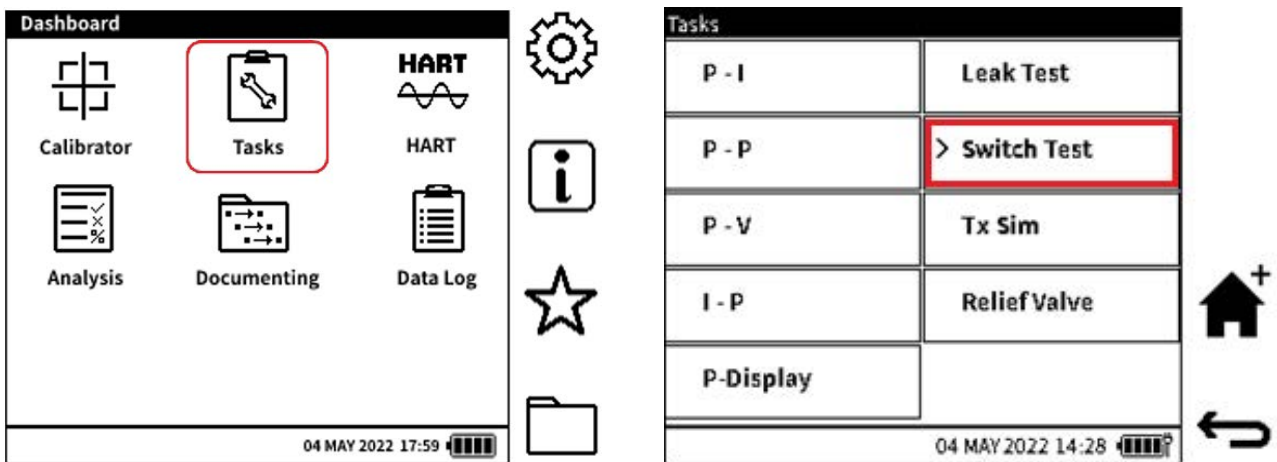 Dashboard
HART
Calibrator
Tasks
HART
Analysis
Documenting
Data Log
04 MAY 2022 17:59
Tasks
P - I
Leak Test
P - P
> Switch Test
P - V
Tx Sim
I - P
Relief Valve
P-Display
04 MAY 2022 14:28